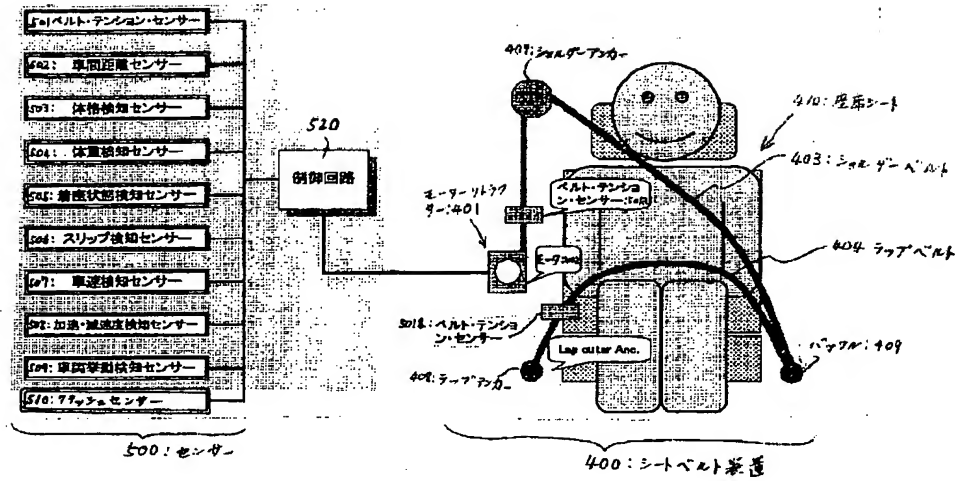 501ベルト・テンション・センサー
502: 車間距離センサー
503: 体格検知センサー
504: 体重検知センサー
505: 着座状態検知センサー
506: スリップ検知センサー
507: 車速検知センサー
508: 加速・減速度検知センサー
509: 車両挙動検知センサー
510: クラッシュセンサー
500: センサー
520
制御回路
モーターリトラク
ター: 401
407: ショルダーアンカー
ベルト・テンショ
ン・センサー:
501B: ベルト・テンショ
ン・センサー
Lap outer Anc.
408: ラップアンカー
410: 座席シート
403: ショルダーベルト
404 ラップベルト
バックル: 409
400: シートベルト装置